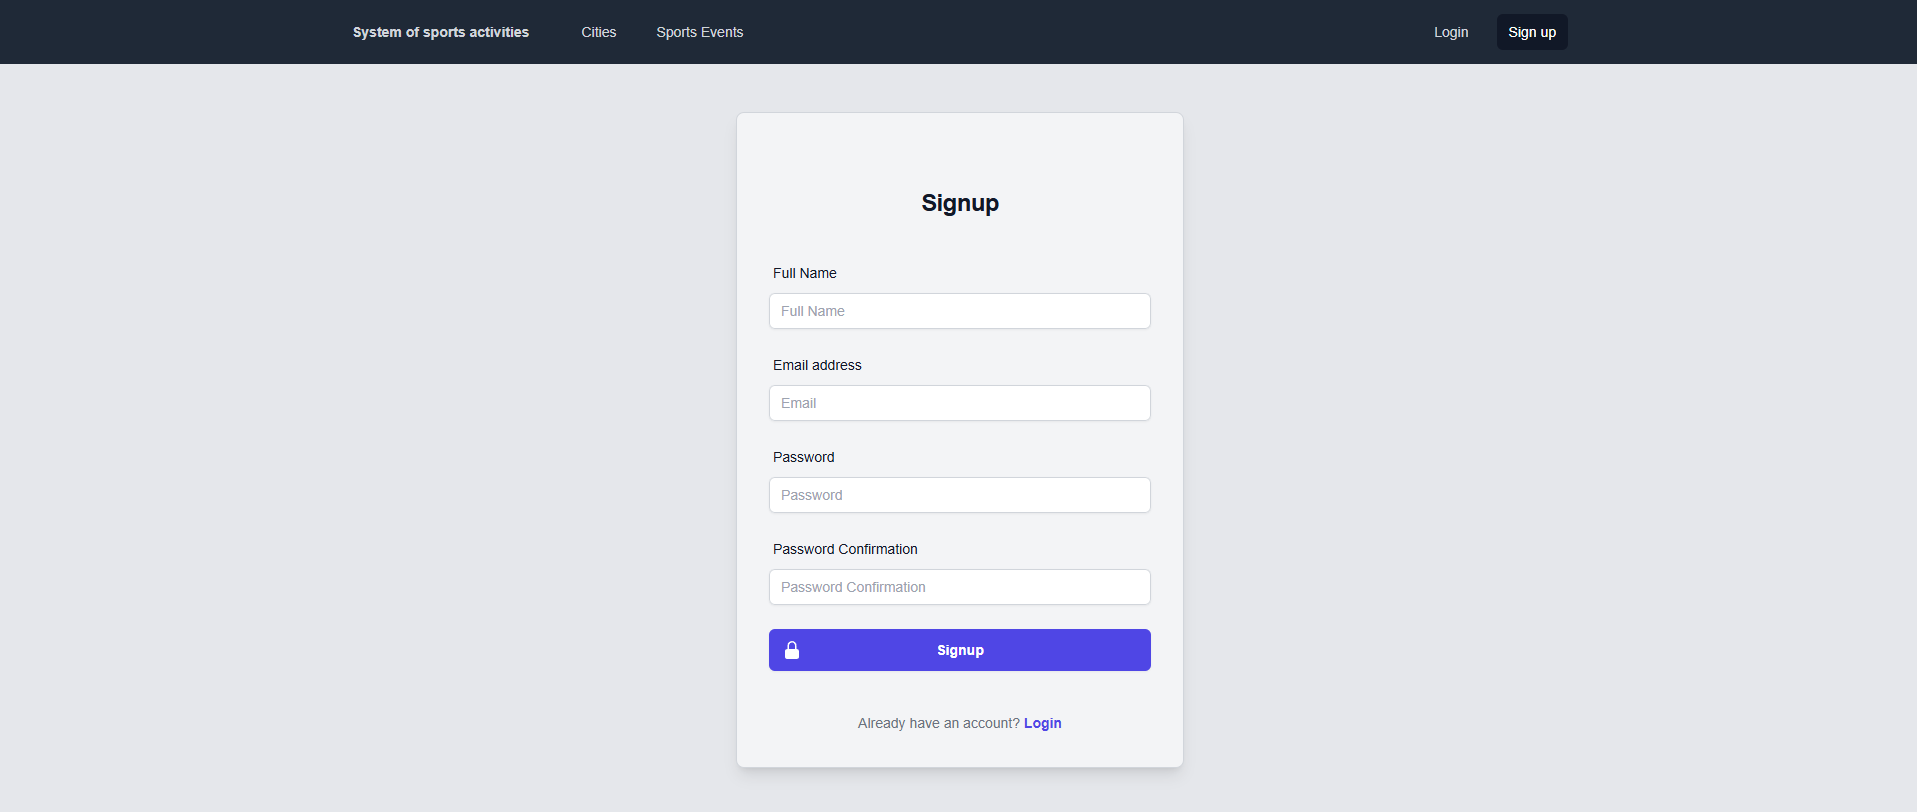 System of sports activities Cities Sports Events Login Sign up
Signup
Full Name
Full Name
Email address
Email
Password
Password
Password Confirmation
Password Confirmation
Signup
Already have an account? Login